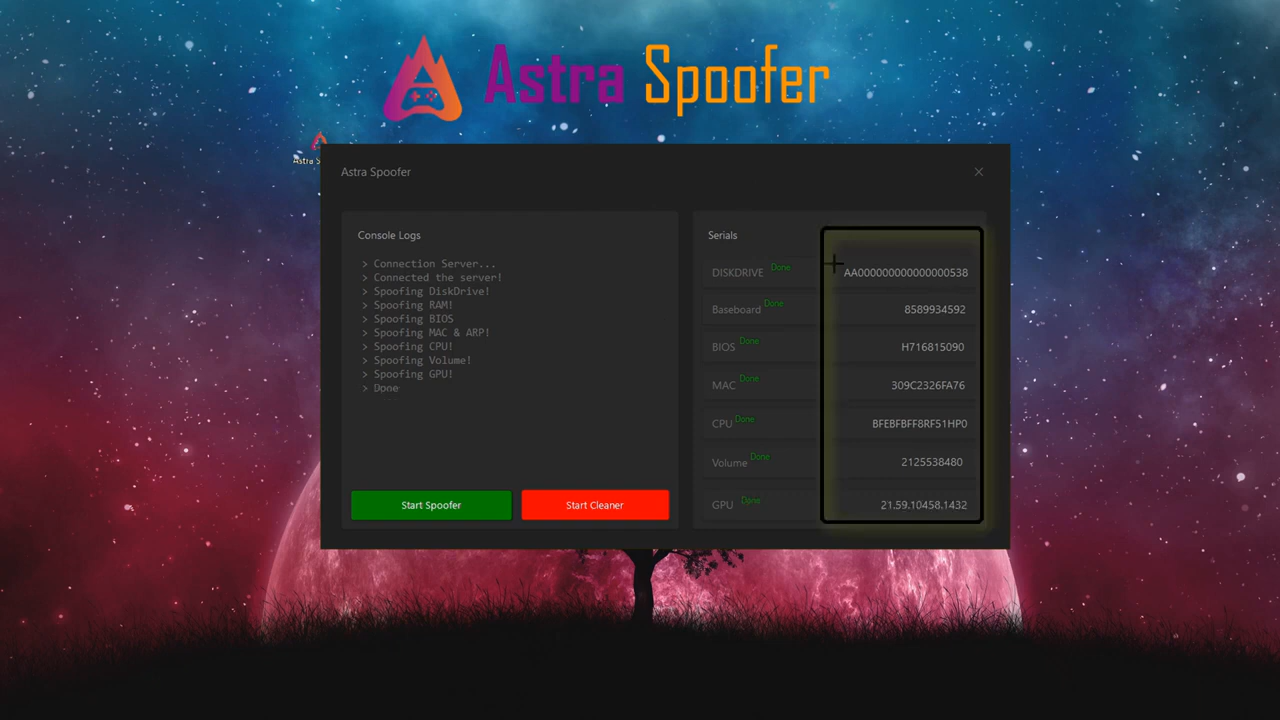 Astra Spoofer
Astra S
Astra Spoofer
Console Logs
> Connection Server...
> Connected the server!
> Spoofing DiskDrive!
> Spoofing RAM!
> Spoofing BIOS
> Spoofing MAC & ARP!
> Spoofing CPU!
> Spoofing Volume!
> Spoofing GPU!
> Done
Start Spoofer
Start Cleaner
Serials
DISKDRIVE Done AA000000000000000538
Baseboard Done 8589934592
BIOS Done H716815090
MAC Done 309C2326FA76
CPU Done BFEBFBFF8RF51HP0
Volume Done 2125538480
GPU Done 21.59.10458.1432